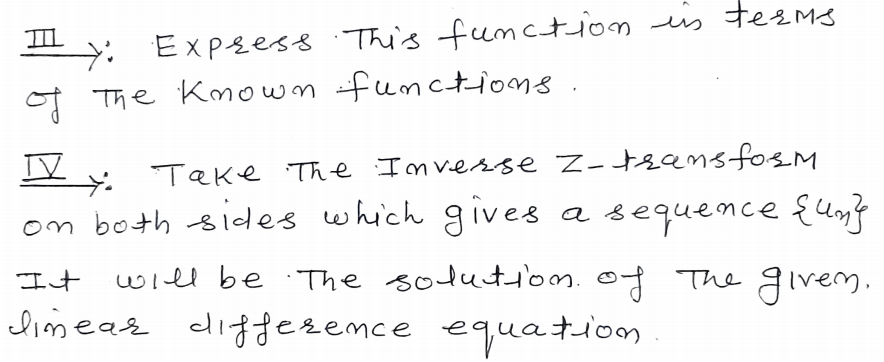 III y: Express This function in terms
of The Known functions.
IV y: Take The Inverse Z-transform
on both sides which gives a sequence {un}
It will be The solution. of The given.
linear difference equation.